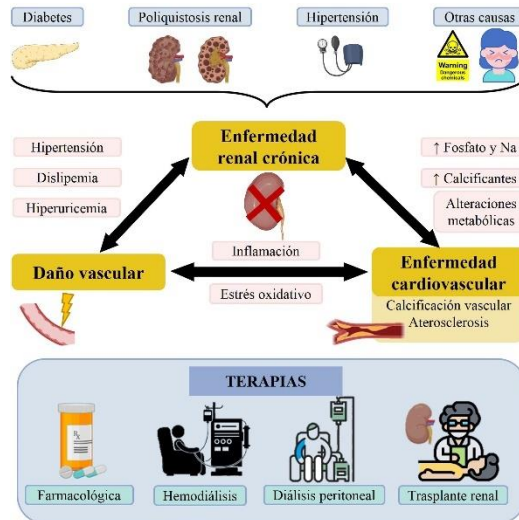 Diabetes
Poliquistosis renal
Hipertensión
Otras causas
Warning
Dangerous
chemicals
Enfermedad
renal crónica
Hipertensión
Dislipemia
Hiperuricemia
↑ Fosfato y Na
↑ Calcificantes
Alteraciones
metabólicas
Inflamación
Daño vascular
Estrés oxidativo
Enfermedad
cardiovascular
Calcificación vascular
Aterosclerosis
TERAPIAS
Rx
Farmacológica
Hemodiálisis
Diálisis peritoneal
Trasplante renal